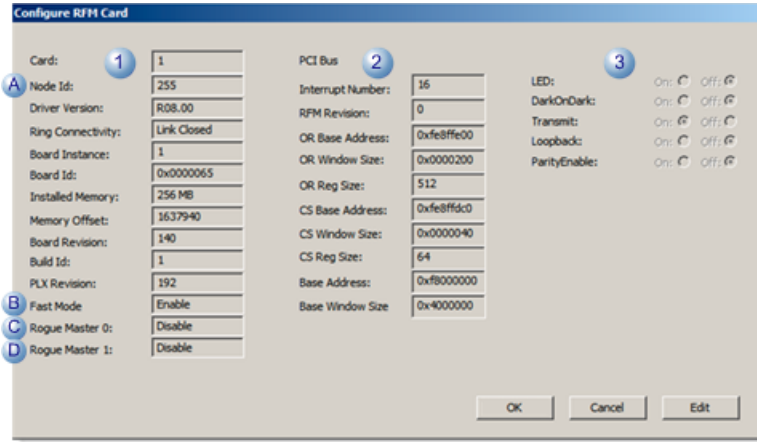 Configure RFM Card
1
Card: 1
A Node Id: 255
Driver Version: R08.00
Ring Connectivity: Link Closed
Board Instance: 1
Board Id: 0x0000065
Installed Memory: 256 MB
Memory Offset: 1637940
Board Revision: 140
Build Id: 1
PLX Revision: 192
B Fast Mode Enable
C Rogue Master 0: Disable
D Rogue Master 1: Disable
PCI Bus 2
Interrupt Number: 16
RFM Revision: 0
OR Base Address: 0xfe8ffe00
OR Window Size: 0x0000200
OR Reg Size: 512
CS Base Address: 0xfe8ffdc0
CS Window Size: 0x0000040
CS Reg Size: 64
Base Address: 0xf8000000
Base Window Size 0x4000000
3
LED: On: Off:
DarkOnDark: On: Off:
Transmit: On: Off:
Loopback: On: Off:
ParityEnable: On: Off:
OK Cancel Edit